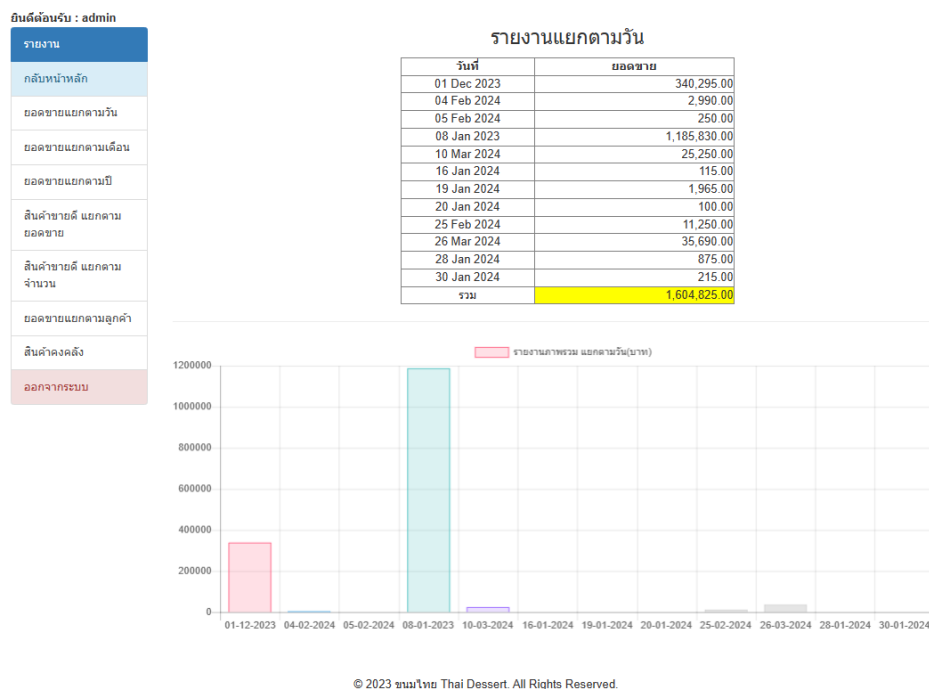 ยินดีต้อนรับ : admin
รายงาน
กลับหน้าหลัก
ยอดขายแยกตามวัน
ยอดขายแยกตามเดือน
ยอดขายแยกตามปี
สินค้าขายดี แยกตาม
ยอดขาย
สินค้าขายดี แยกตาม
จำนวน
ยอดขายแยกตามลูกค้า
สินค้าคงคลัง
ออกจากระบบ
รายงานแยกตามวัน
วันที่ ยอดขาย
01 Dec 2023 340,295.00
04 Feb 2024 2,990.00
05 Feb 2024 250.00
08 Jan 2023 1,185,830.00
10 Mar 2024 25,250.00
16 Jan 2024 115.00
19 Jan 2024 1,965.00
20 Jan 2024 100.00
25 Feb 2024 11,250.00
26 Mar 2024 35,690.00
28 Jan 2024 875.00
30 Jan 2024 215.00
รวม 1,604,825.00
รายงานภาพรวม แยกตามวัน(บาท)
1200000
1000000
800000
600000
400000
200000
0
01-12-2023 04-02-2024 05-02-2024 08-01-2023 10-03-2024 16-01-2024 19-01-2024 20-01-2024 25-02-2024 26-03-2024 28-01-2024 30-01-2024
© 2023 ขนมไทย Thai Dessert. All Rights Reserved.